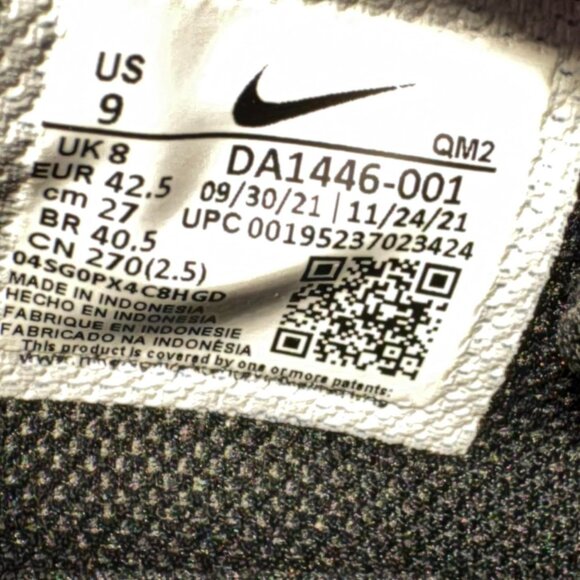 US
9
QM2
UK 8
EUR 42.5
cm 27
BR 40.5
CN 270(2.5)
DA1446-001
09/30/21 | 11/24/21
UPC 00195237023424
04SG0PX4C8HGD
MADE IN INDONESIA
HECHO EN INDONESIA
FABRIQUE EN INDONESIE
FABRICADO NA INDONÉSIA
This product is covered by one or more patents: